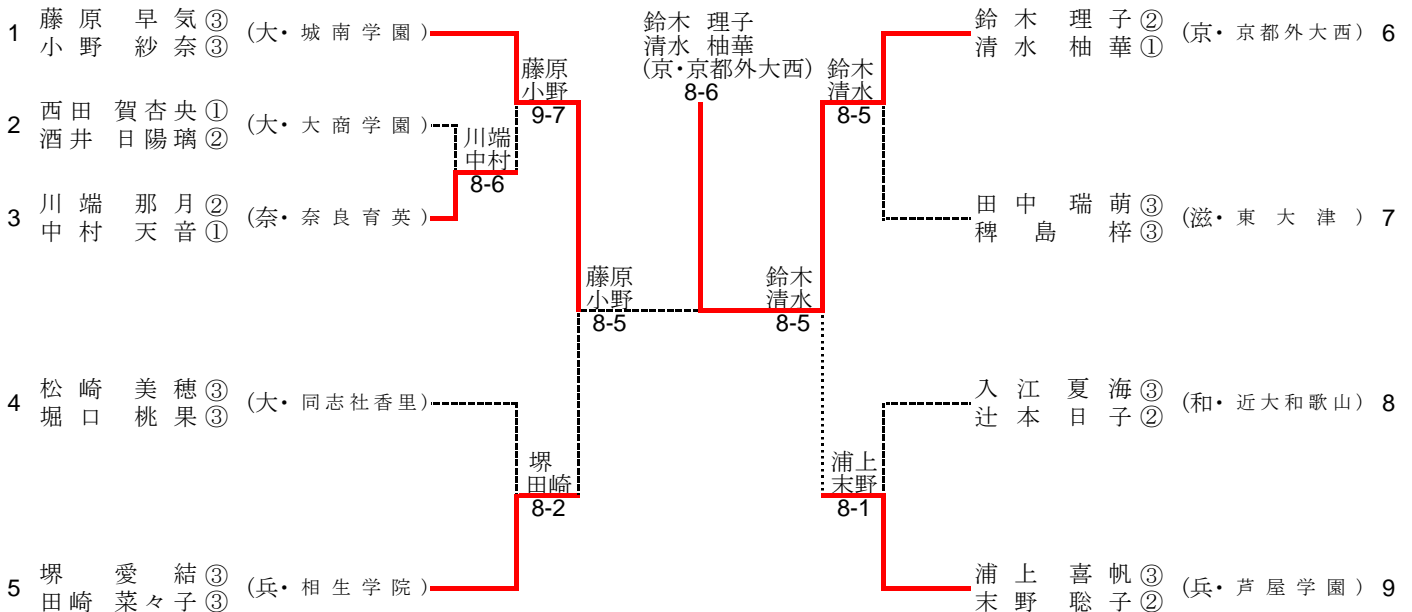 1 藤原 早気③ (大・城南学園)
小野 紗奈③
2 西田 賀杏央① (大・大商学園)
酒井 日陽璃②
3 川端 那月② (奈・奈良育英)
中村 天音①
4 松崎 美穂③ (大・同志社香里)
堀口 桃果③
5 堺 愛結③ (兵・相生学院)
田崎 菜々子③
川端
中村
8-6
藤原
小野
9-7
堺
田崎
8-2
藤原
小野
8-5
鈴木 理子
清水 柚華
(京・京都外大西)
8-6
鈴木
清水
8-5
鈴木
清水
8-5
浦上
末野
8-1
鈴木 理子② (京・京都外大西) 6
清水 柚華①
田中 瑞萌③ (滋・東大津) 7
稗島 梓③
入江 夏海③ (和・近大和歌山) 8
辻本 日子②
浦上 喜帆③ (兵・芦屋学園) 9
末野 聡子②